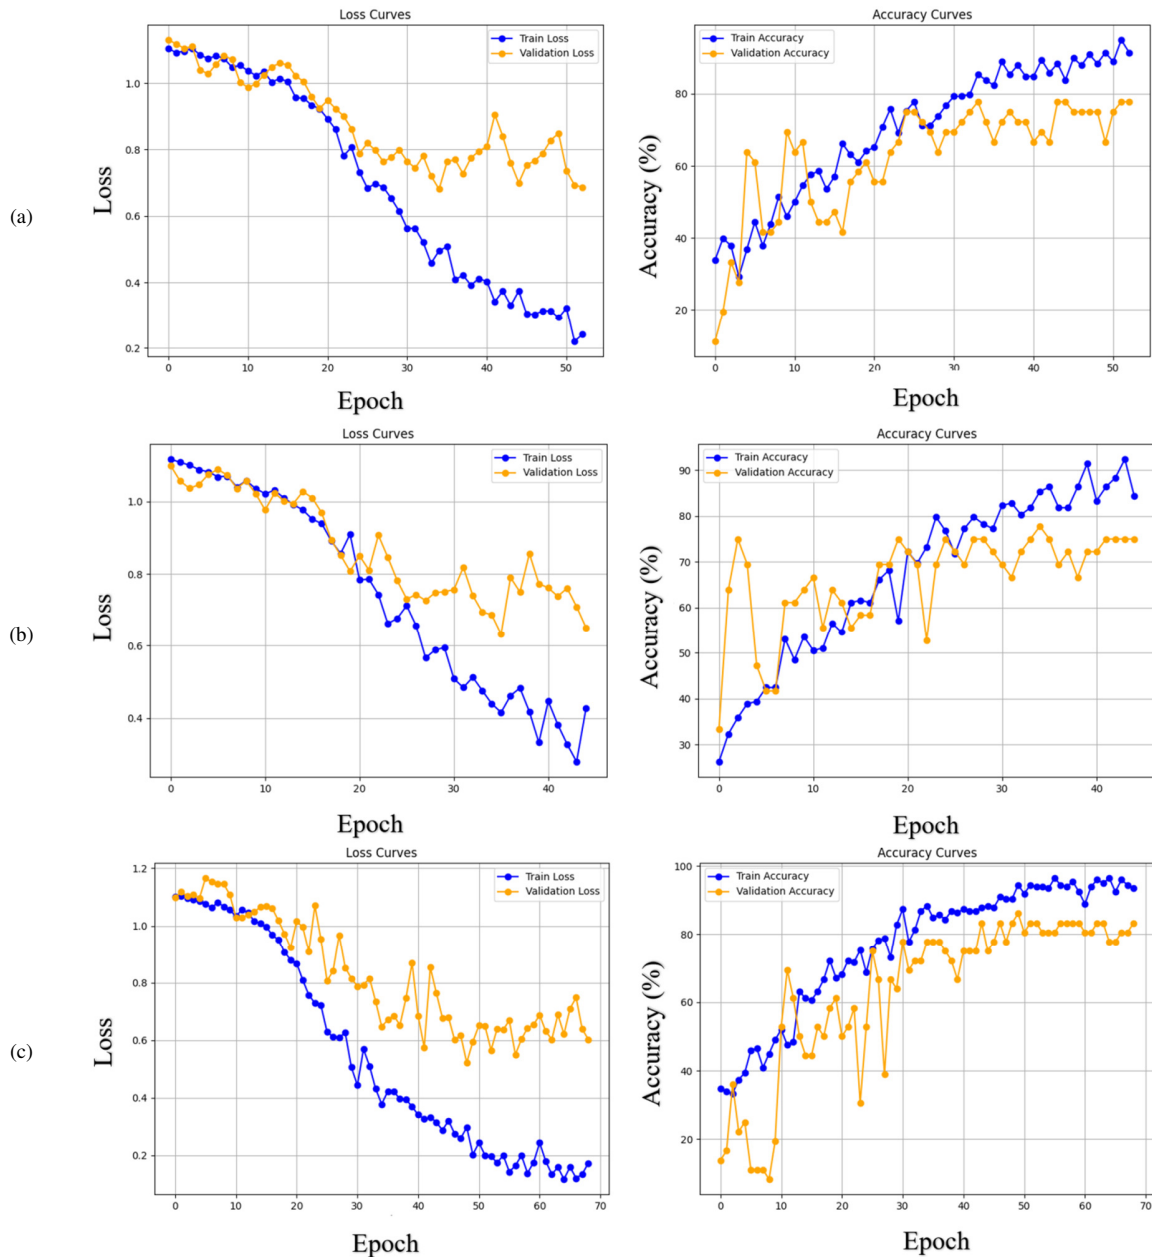 Loss Curves
Train Loss
Validation Loss
1.0
0.8
0.6
0.4
0.2
0 10 20 30 40 50
Loss
Epoch
(a)
Accuracy Curves
Train Accuracy
Validation Accuracy
80
60
40
20
0 10 20 30 40 50
Accuracy (%)
Epoch
Loss Curves
Train Loss
Validation Loss
1.0
0.8
0.6
0.4
0 10 20 30 40
Loss
Epoch
(b)
Accuracy Curves
Train Accuracy
Validation Accuracy
90
80
70
60
50
40
30
0 10 20 30 40
Accuracy (%)
Epoch
Loss Curves
Train Loss
Validation Loss
1.2
1.0
0.8
0.6
0.4
0.2
0 10 20 30 40 50 60 70
Loss
Epoch
(c)
Accuracy Curves
Train Accuracy
Validation Accuracy
100
80
60
40
20
0 10 20 30 40 50 60 70
Accuracy (%)
Epoch